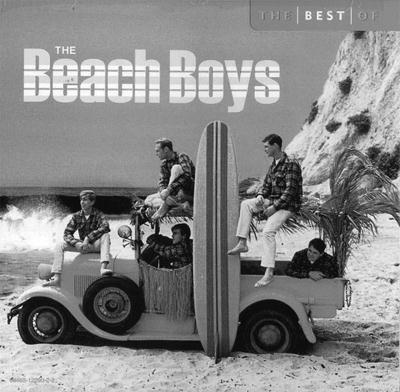 THE | BEST | OF
THE
Beach Boys